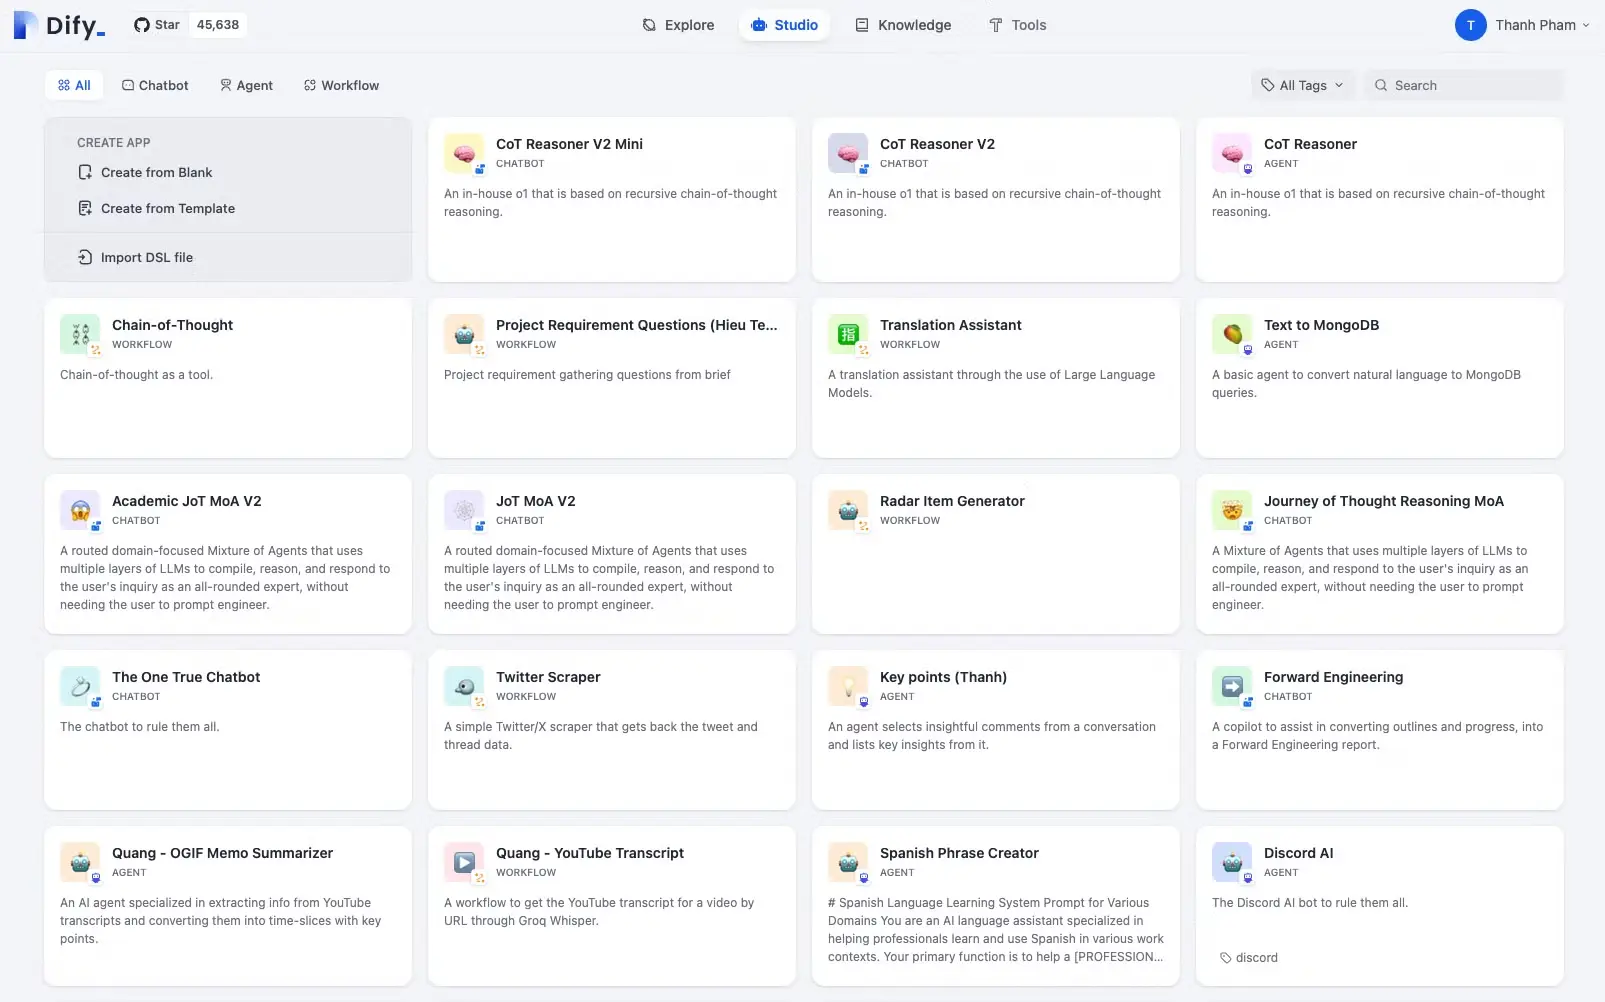 Dify_
Star 45,638
Explore
Studio
Knowledge
Tools
T
Thanh Pham
All
Chatbot
Agent
Workflow
All Tags
Search
CREATE APP
Create from Blank
Create from Template
Import DSL file
CoT Reasoner V2 Mini
CHATBOT
An in-house o1 that is based on recursive chain-of-thought
reasoning.
CoT Reasoner V2
CHATBOT
An in-house o1 that is based on recursive chain-of-thought
reasoning.
CoT Reasoner
AGENT
An in-house o1 that is based on recursive chain-of-thought
reasoning.
Chain-of-Thought
WORKFLOW
Chain-of-thought as a tool.
Project Requirement Questions (Hieu Te...
WORKFLOW
Project requirement gathering questions from brief
指
Translation Assistant
WORKFLOW
A translation assistant through the use of Large Language
Models.
Text to MongoDB
AGENT
A basic agent to convert natural language to MongoDB
queries.
Academic JoT MoA V2
CHATBOT
A routed domain-focused Mixture of Agents that uses
multiple layers of LLMs to compile, reason, and respond to
the user's inquiry as an all-rounded expert, without
needing the user to prompt engineer.
JoT MoA V2
CHATBOT
A routed domain-focused Mixture of Agents that uses
multiple layers of LLMs to compile, reason, and respond to
the user's inquiry as an all-rounded expert, without
needing the user to prompt engineer.
Radar Item Generator
WORKFLOW
Journey of Thought Reasoning MoA
CHATBOT
A Mixture of Agents that uses multiple layers of LLMs to
compile, reason, and respond to the user's inquiry as an
all-rounded expert, without needing the user to prompt
engineer.
The One True Chatbot
CHATBOT
The chatbot to rule them all.
Twitter Scraper
WORKFLOW
A simple Twitter/X scraper that gets back the tweet and
thread data.
Key points (Thanh)
AGENT
An agent selects insightful comments from a conversation
and lists key insights from it.
Forward Engineering
CHATBOT
A copilot to assist in converting outlines and progress, into
a Forward Engineering report.
Quang - OGIF Memo Summarizer
AGENT
An AI agent specialized in extracting info from YouTube
transcripts and converting them into time-slices with key
points.
Quang - YouTube Transcript
WORKFLOW
A workflow to get the YouTube transcript for a video by
URL through Groq Whisper.
Spanish Phrase Creator
AGENT
# Spanish Language Learning System Prompt for Various
Domains You are an AI language assistant specialized in
helping professionals learn and use Spanish in various work
contexts. Your primary function is to help a [PROFESSION...
Discord AI
AGENT
The Discord AI bot to rule them all.
discord